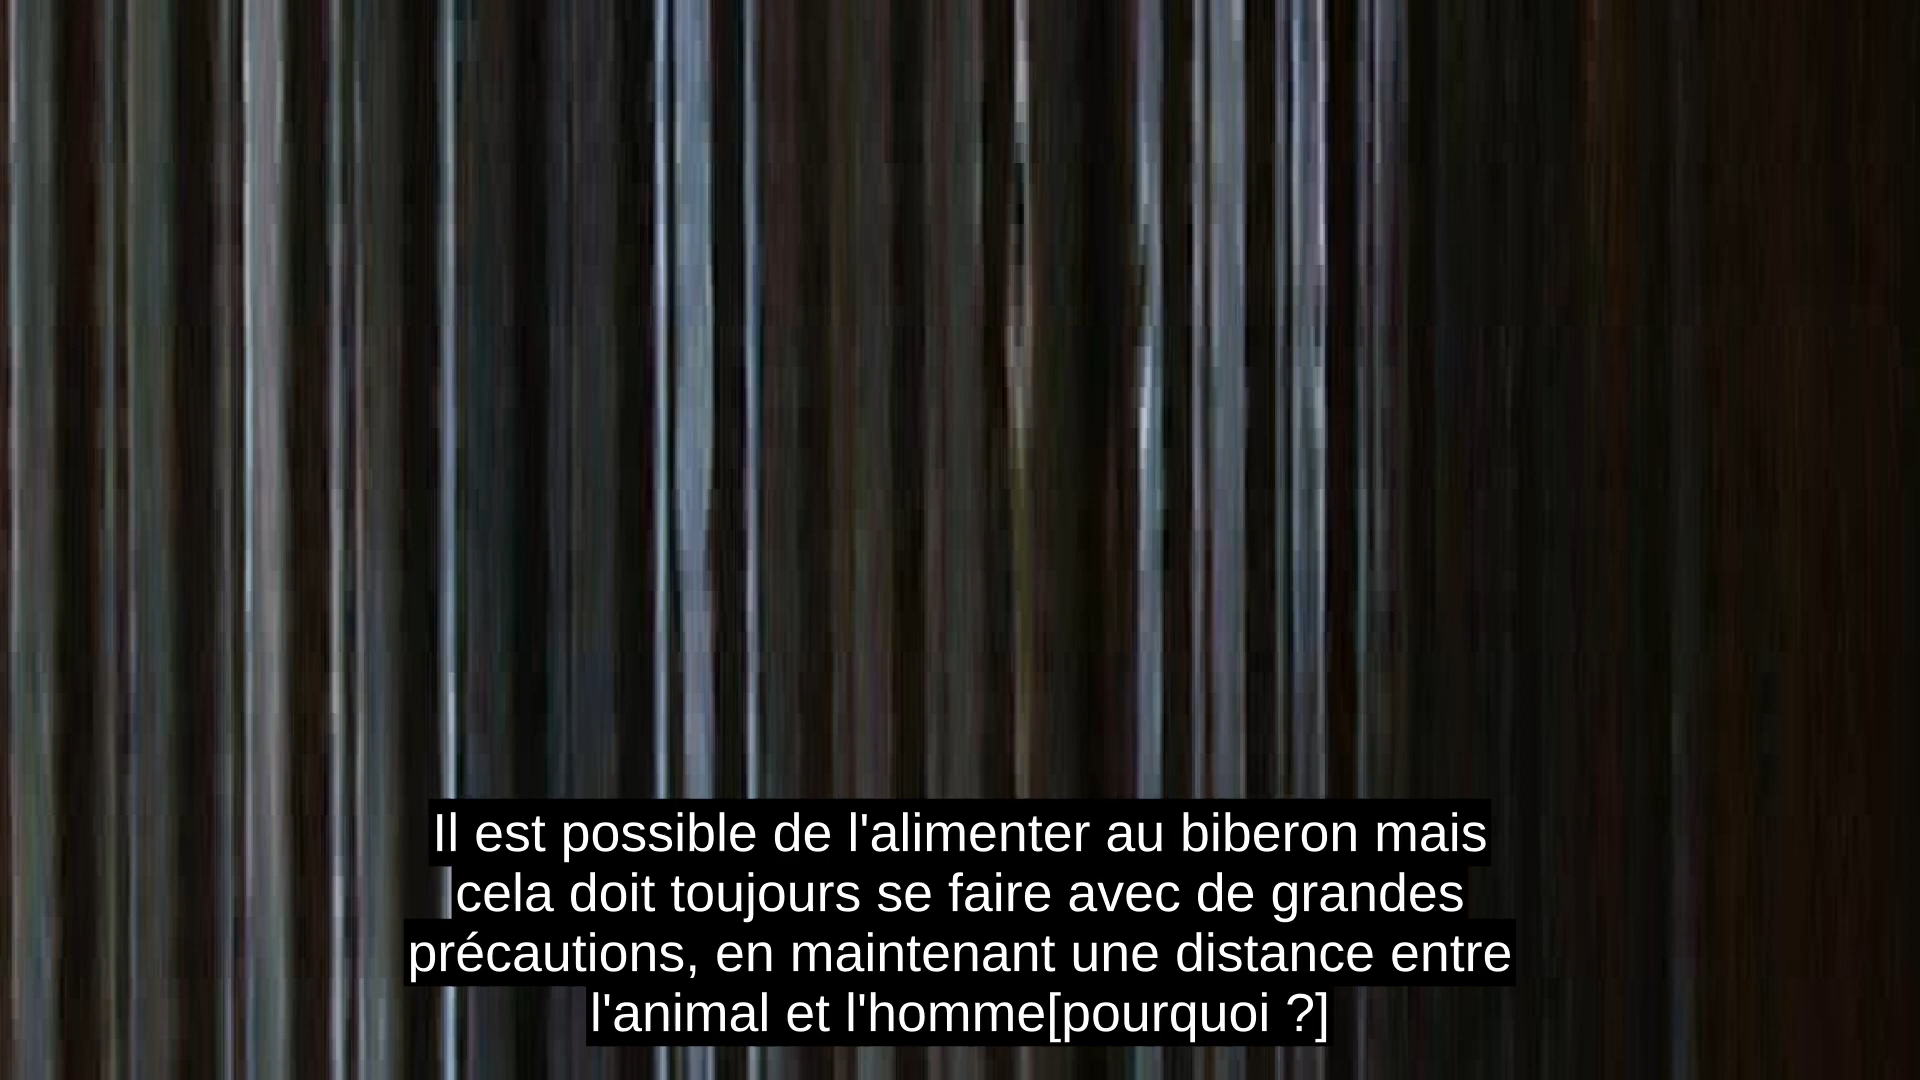 Il est possible de l'alimenter au biberon mais
cela doit toujours se faire avec de grandes
précautions, en maintenant une distance entre
l'animal et l'homme[pourquoi ?]